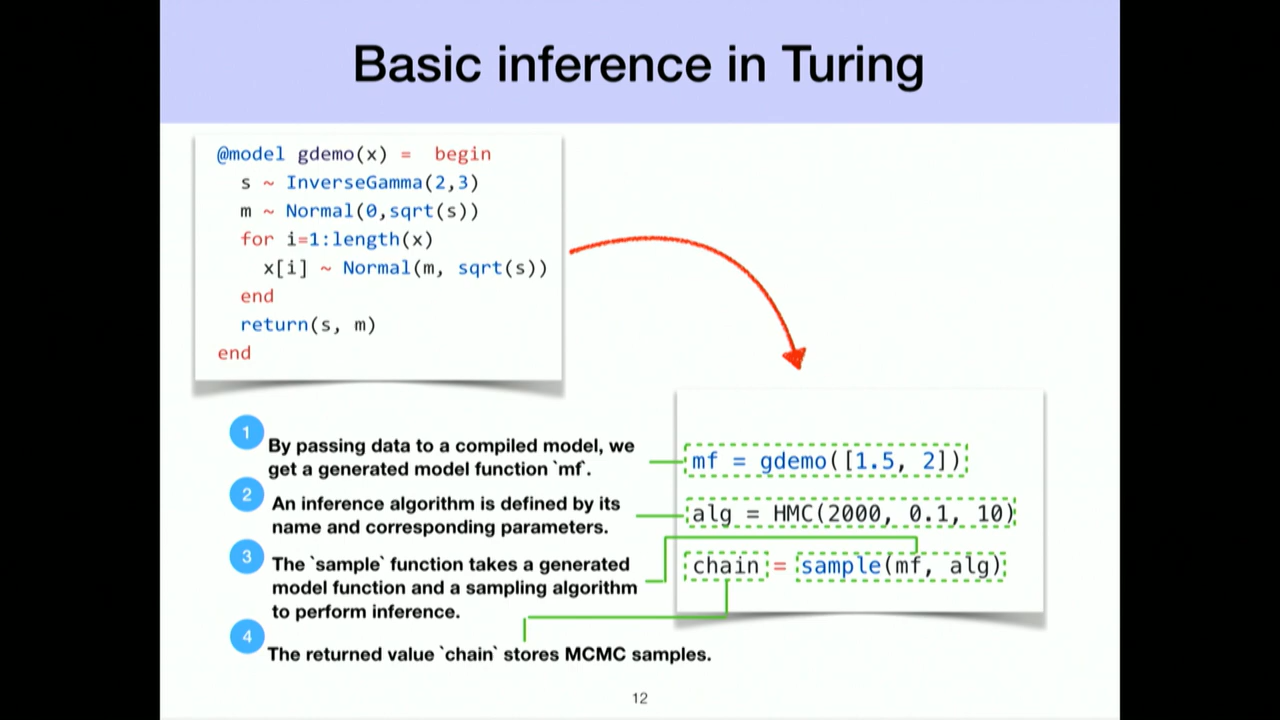 Basic inference in Turing
@model gdemo(x) = begin
s ~ InverseGamma(2,3)
m ~ Normal(0,sqrt(s))
for i=1:length(x)
x[i] ~ Normal(m, sqrt(s))
end
return(s, m)
end
1
By passing data to a compiled model, we
get a generated model function `mf`.
2
An inference algorithm is defined by its
name and corresponding parameters.
3
The `sample` function takes a generated
model function and a sampling algorithm
to perform inference.
4
The returned value `chain` stores MCMC samples.
mf = gdemo([1.5, 2])
alg = HMC(2000, 0.1, 10)
chain = sample(mf, alg)
12